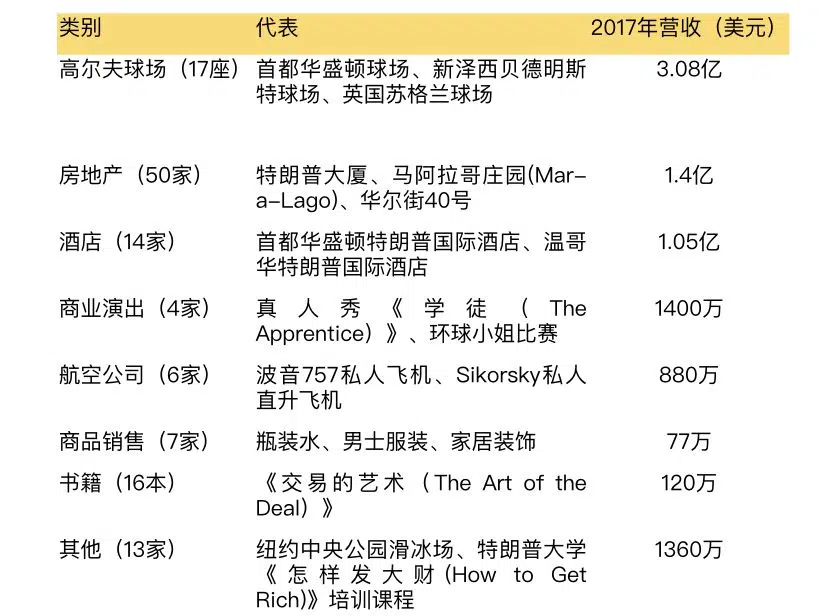 类别 代表 2017年营收（美元）
高尔夫球场（17座） 首都华盛顿球场、新泽西贝德明斯 3.08亿
特球场、英国苏格兰球场
房地产（50家） 特朗普大厦、马阿拉哥庄园(Mar- 1.4亿
a-Lago)、华尔街40号
酒店（14家） 首都华盛顿特朗普国际酒店、温哥 1.05亿
华特朗普国际酒店
商业演出（4家） 真人秀《学徒（The 1400万
Apprentice）》、环球小姐比赛
航空公司（6家） 波音757私人飞机、Sikorsky私人 880万
直升飞机
商品销售（7家） 瓶装水、男士服装、家居装饰 77万
书籍（16本） 《交易的艺术（The Art of the 120万
Deal）》
其他（13家） 纽约中央公园滑冰场、特朗普大学 1360万
《怎样发大财(How to Get
Rich)》培训课程